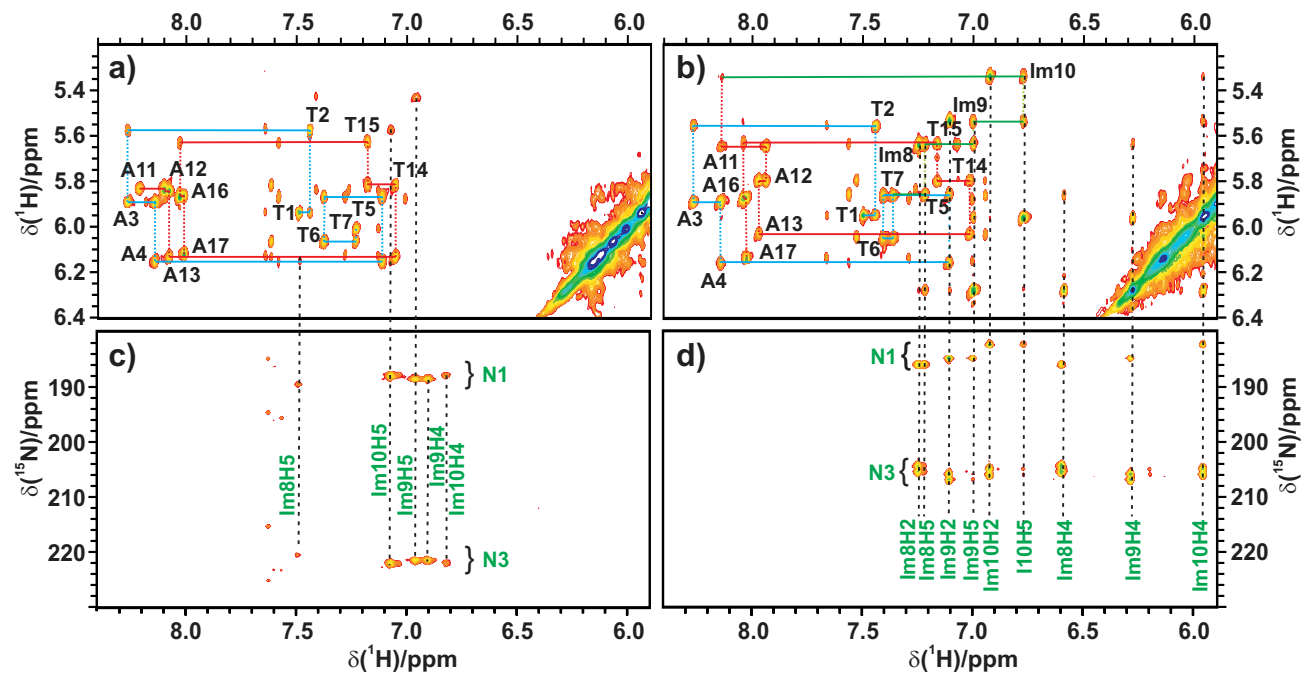 8.0 7.5 7.0 6.5 6.0 8.0 7.5 7.0 6.5 6.0
a)
5.4
5.6
5.8
6.0
6.2
6.4
δ(¹H)/ppm
T2
T15
A11
A12
A16
T14
A3
T1
T7
T5
T6
A4
A17
A13
b)
Im10
Im9
T2
T15
Im8
A11
T14
A16
A12
T7
A3
T1
T5
A13
T6
A17
A4
5.4
5.6
5.8
6.0
6.2
6.4
δ(¹H)/ppm
c)
190
200
210
220
δ(¹⁵N)/ppm
} N1
} N3
Im8H5
Im10H5
Im9H5
Im9H4
Im10H4
d)
N1 {
N3 {
Im8H2
Im8H5
Im9H2
Im9H5
Im10H2
I10H5
Im8H4
Im9H4
Im10H4
190
200
210
220
δ(¹⁵N)/ppm
8.0 7.5 7.0 6.5 6.0 8.0 7.5 7.0 6.5 6.0
δ(¹H)/ppm δ(¹H)/ppm